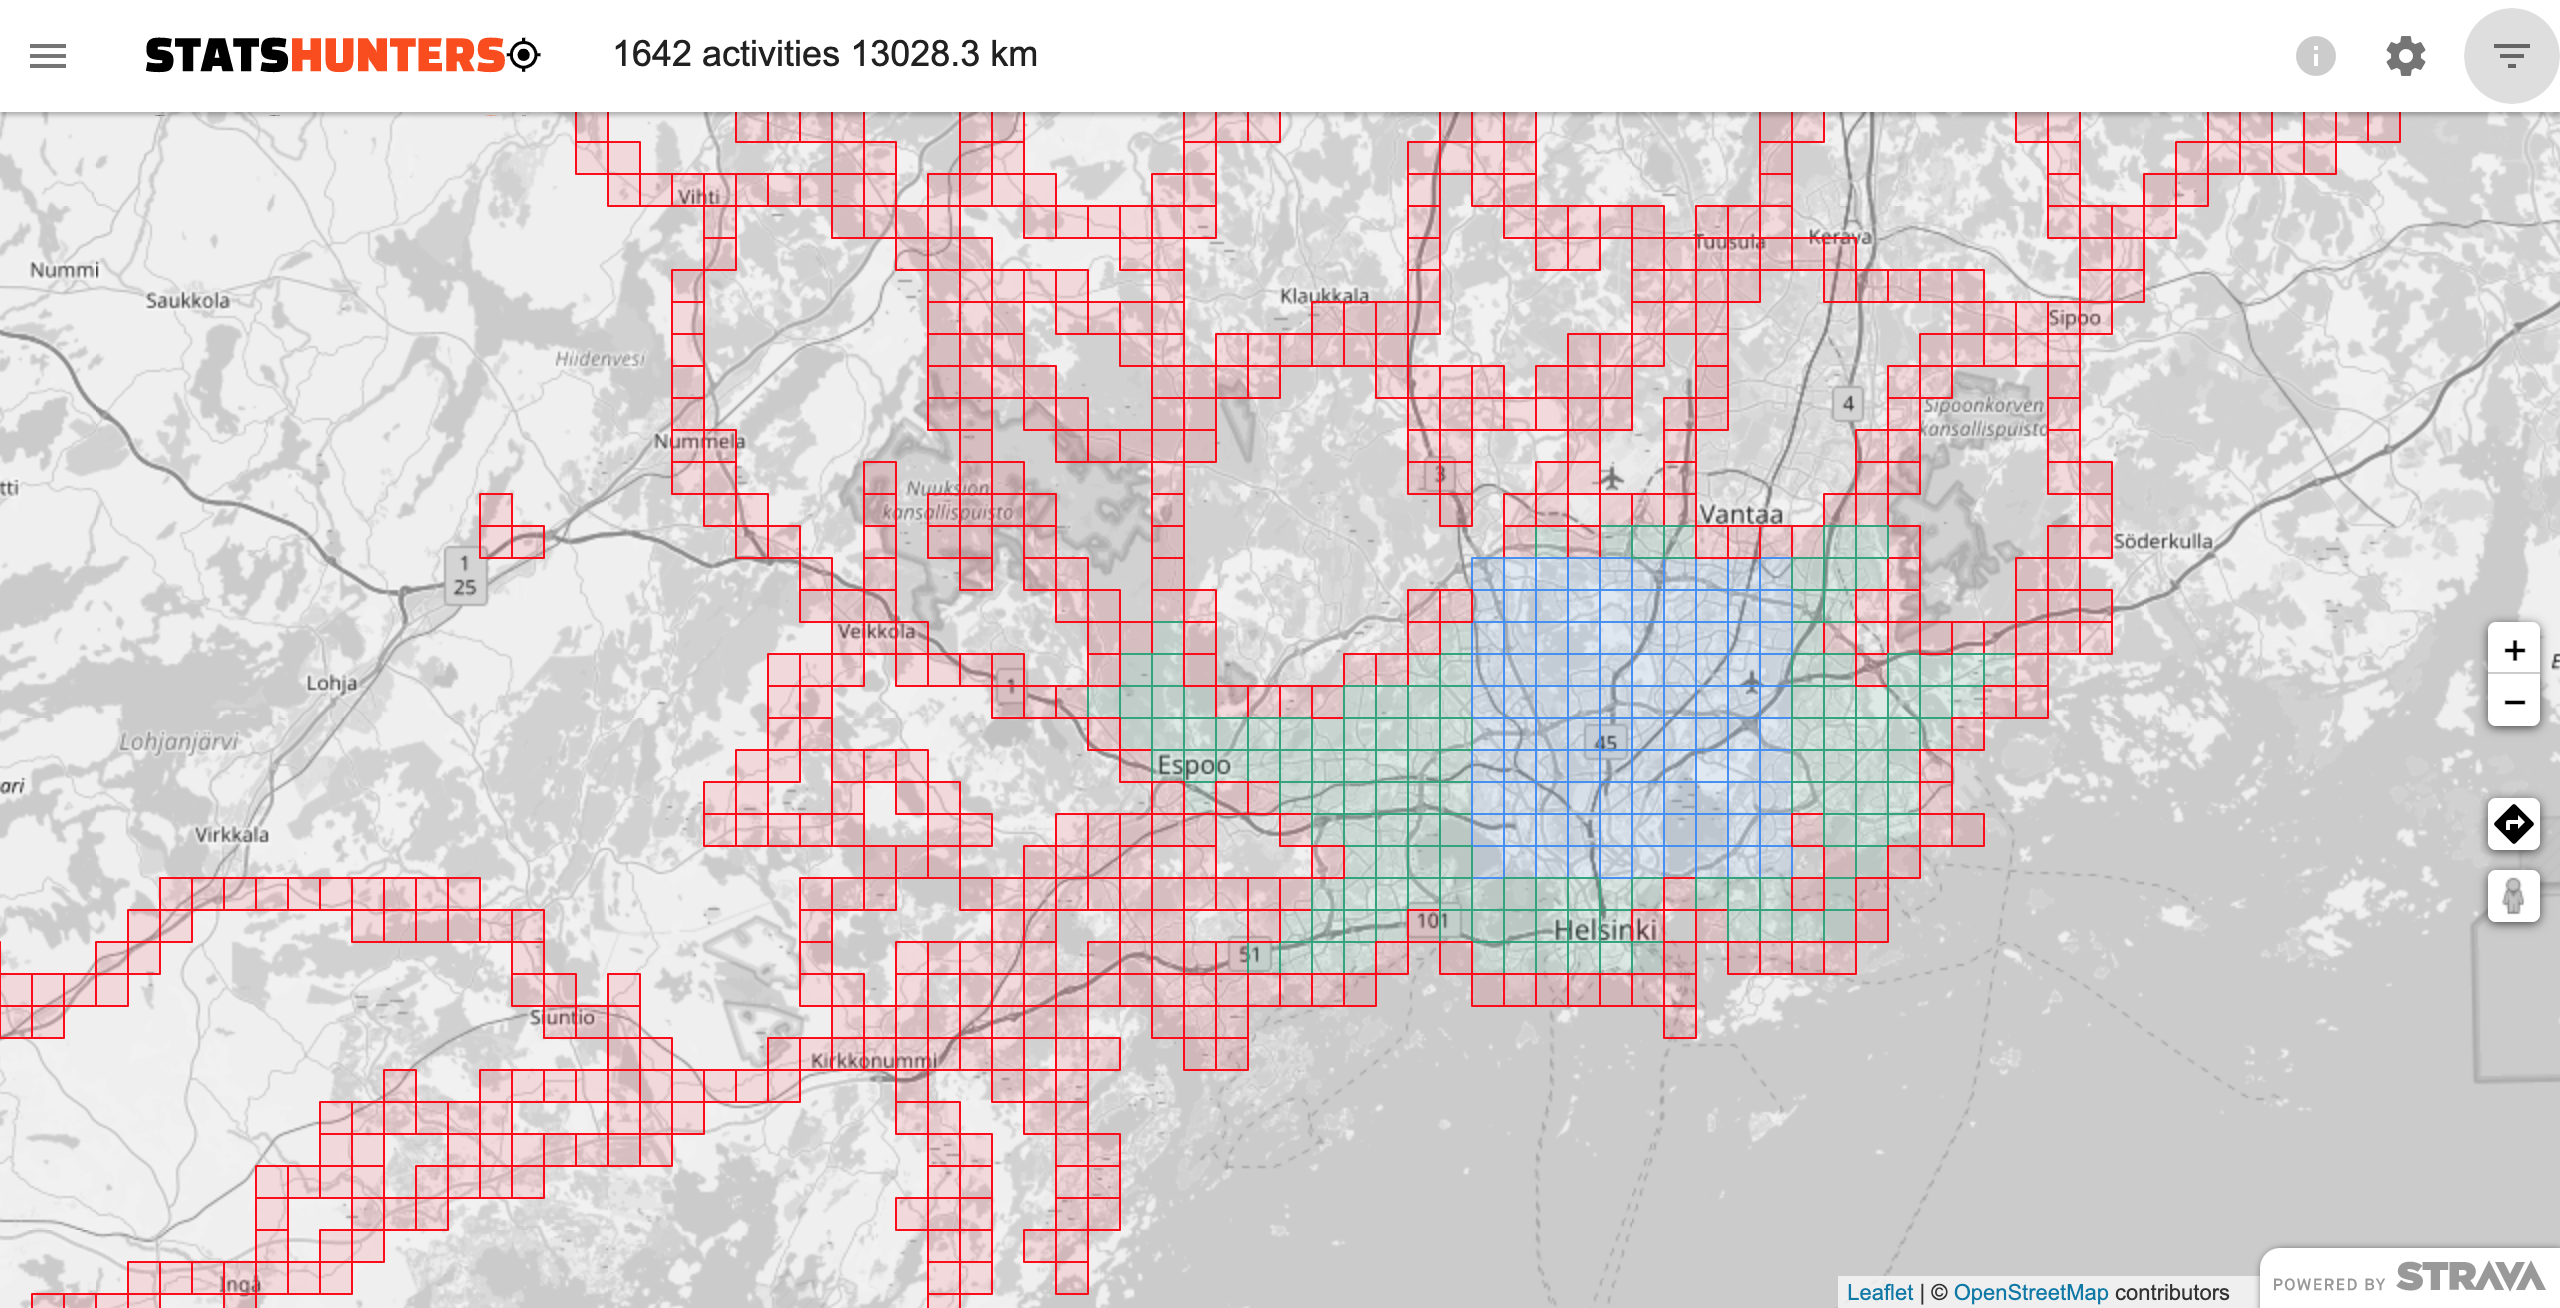 STATSHUNTERS
1642 activities 13028.3 km
Vihti
Nummi
Tuusula
Kerava
Saukkola
Klaukkala
Sipoo
Hiidenvesi
4
Sipoonkorven
kansallispuisto
Nummela
3
tti
Nuuksion
kansallispuisto
Vantaa
Söderkulla
1
25
Veikkola
+
Lohja
1
−
Lohjanjärvi
45
Espoo
ari
Virkkala
101
Helsinki
51
Siuntio
Kirkkonummi
Ingå
Leaflet | © OpenStreetMap contributors
POWERED BY STRAVA